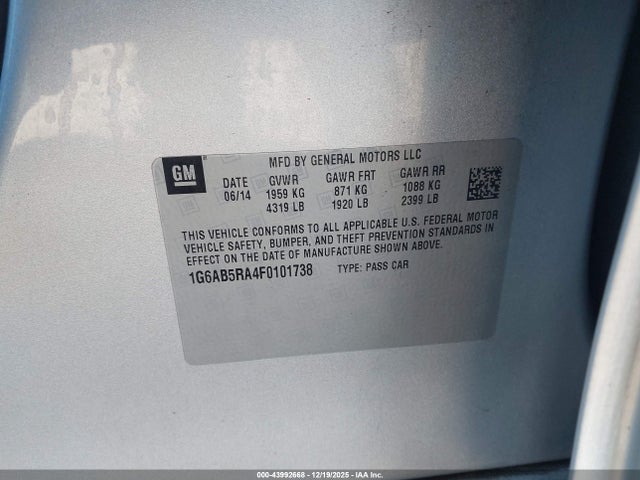 GM
MFD BY GENERAL MOTORS LLC
DATE GVWR GAWR FRT GAWR RR
06/14 1959 KG 871 KG 1088 KG
4319 LB 1920 LB 2399 LB
THIS VEHICLE CONFORMS TO ALL APPLICABLE U.S. FEDERAL MOTOR
VEHICLE SAFETY, BUMPER, AND THEFT PREVENTION STANDARDS IN
EFFECT ON THE DATE OF MANUFACTURE SHOWN ABOVE.
1G6AB5RA4F0101738 TYPE: PASS CAR
000-43992668 - 12/19/2025 - IAA Inc.